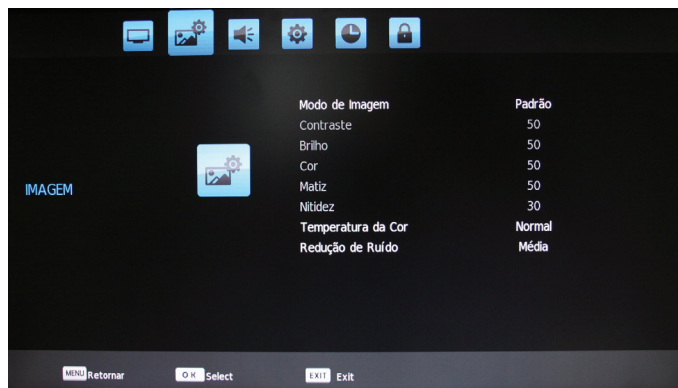 Modo de Imagem Padrão
Contraste 50
Brilho 50
Cor 50
Matiz 50
Nitidez 30
Temperatura da Cor Normal
Redução de Ruído Média
IMAGEM
MENU Retornar OK Select EXIT Exit